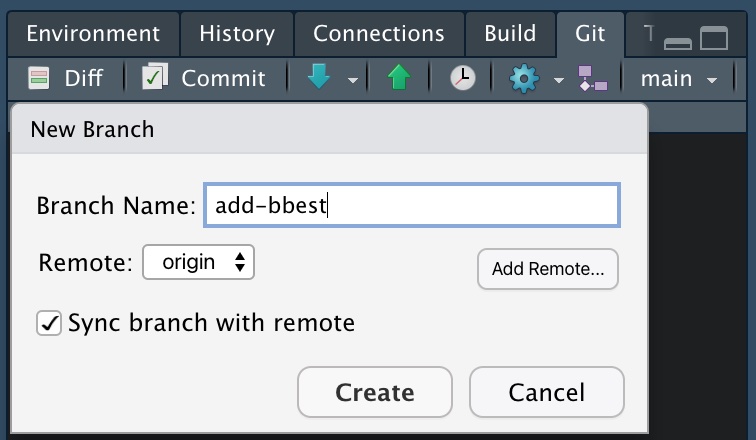 Environment History Connections Build Git T
Diff Commit main
New Branch
Branch Name: add-bbest
Remote: origin Add Remote...
Sync branch with remote
Create Cancel